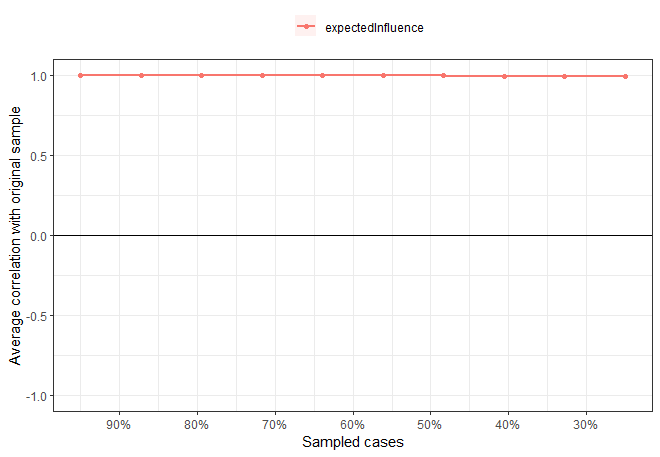 expectedInfluence
Average correlation with original sample
1.0
0.5
0.0
-0.5
-1.0
90% 80% 70% 60% 50% 40% 30%
Sampled cases